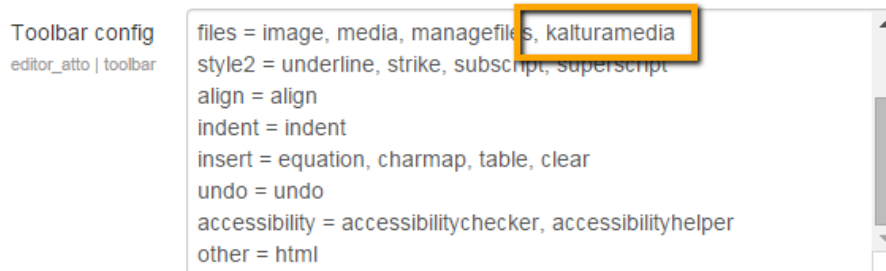 Toolbar config
editor_atto | toolbar
files = image, media, managefiles, kalturamedia
style2 = underline, strike, subscript, superscript
align = align
indent = indent
insert = equation, charmap, table, clear
undo = undo
accessibility = accessibilitychecker, accessibilityhelper
other = html